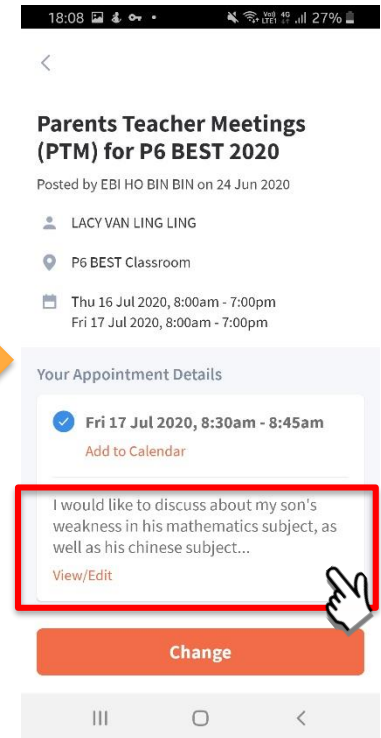 18:08 Vo)) 4G LTE1 27%
Parents Teacher Meetings
(PTM) for P6 BEST 2020
Posted by EBI HO BIN BIN on 24 Jun 2020
LACY VAN LING LING
P6 BEST Classroom
Thu 16 Jul 2020, 8:00am - 7:00pm
Fri 17 Jul 2020, 8:00am - 7:00pm
Your Appointment Details
Fri 17 Jul 2020, 8:30am - 8:45am
Add to Calendar
I would like to discuss about my son's
weakness in his mathematics subject, as
well as his chinese subject...
View/Edit
Change